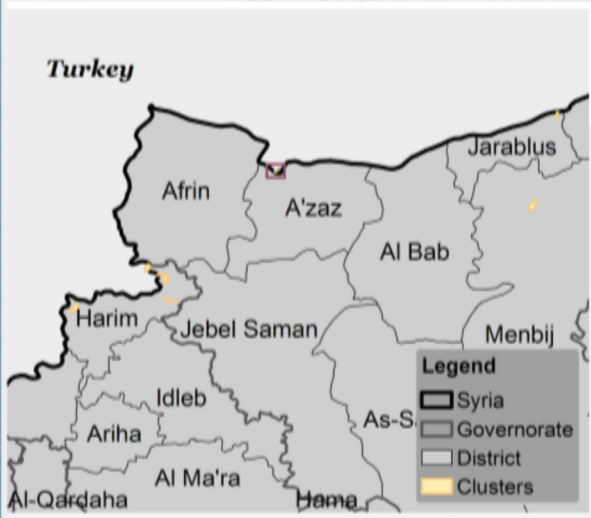 Turkey
Jarablus
Afrin
A'zaz
Al Bab
Harim
Jebel Saman
Menbij
Idleb
As-S
Ariha
Al Ma'ra
Al-Qardaha
Hama
Legend
Syria
Governorate
District
Clusters